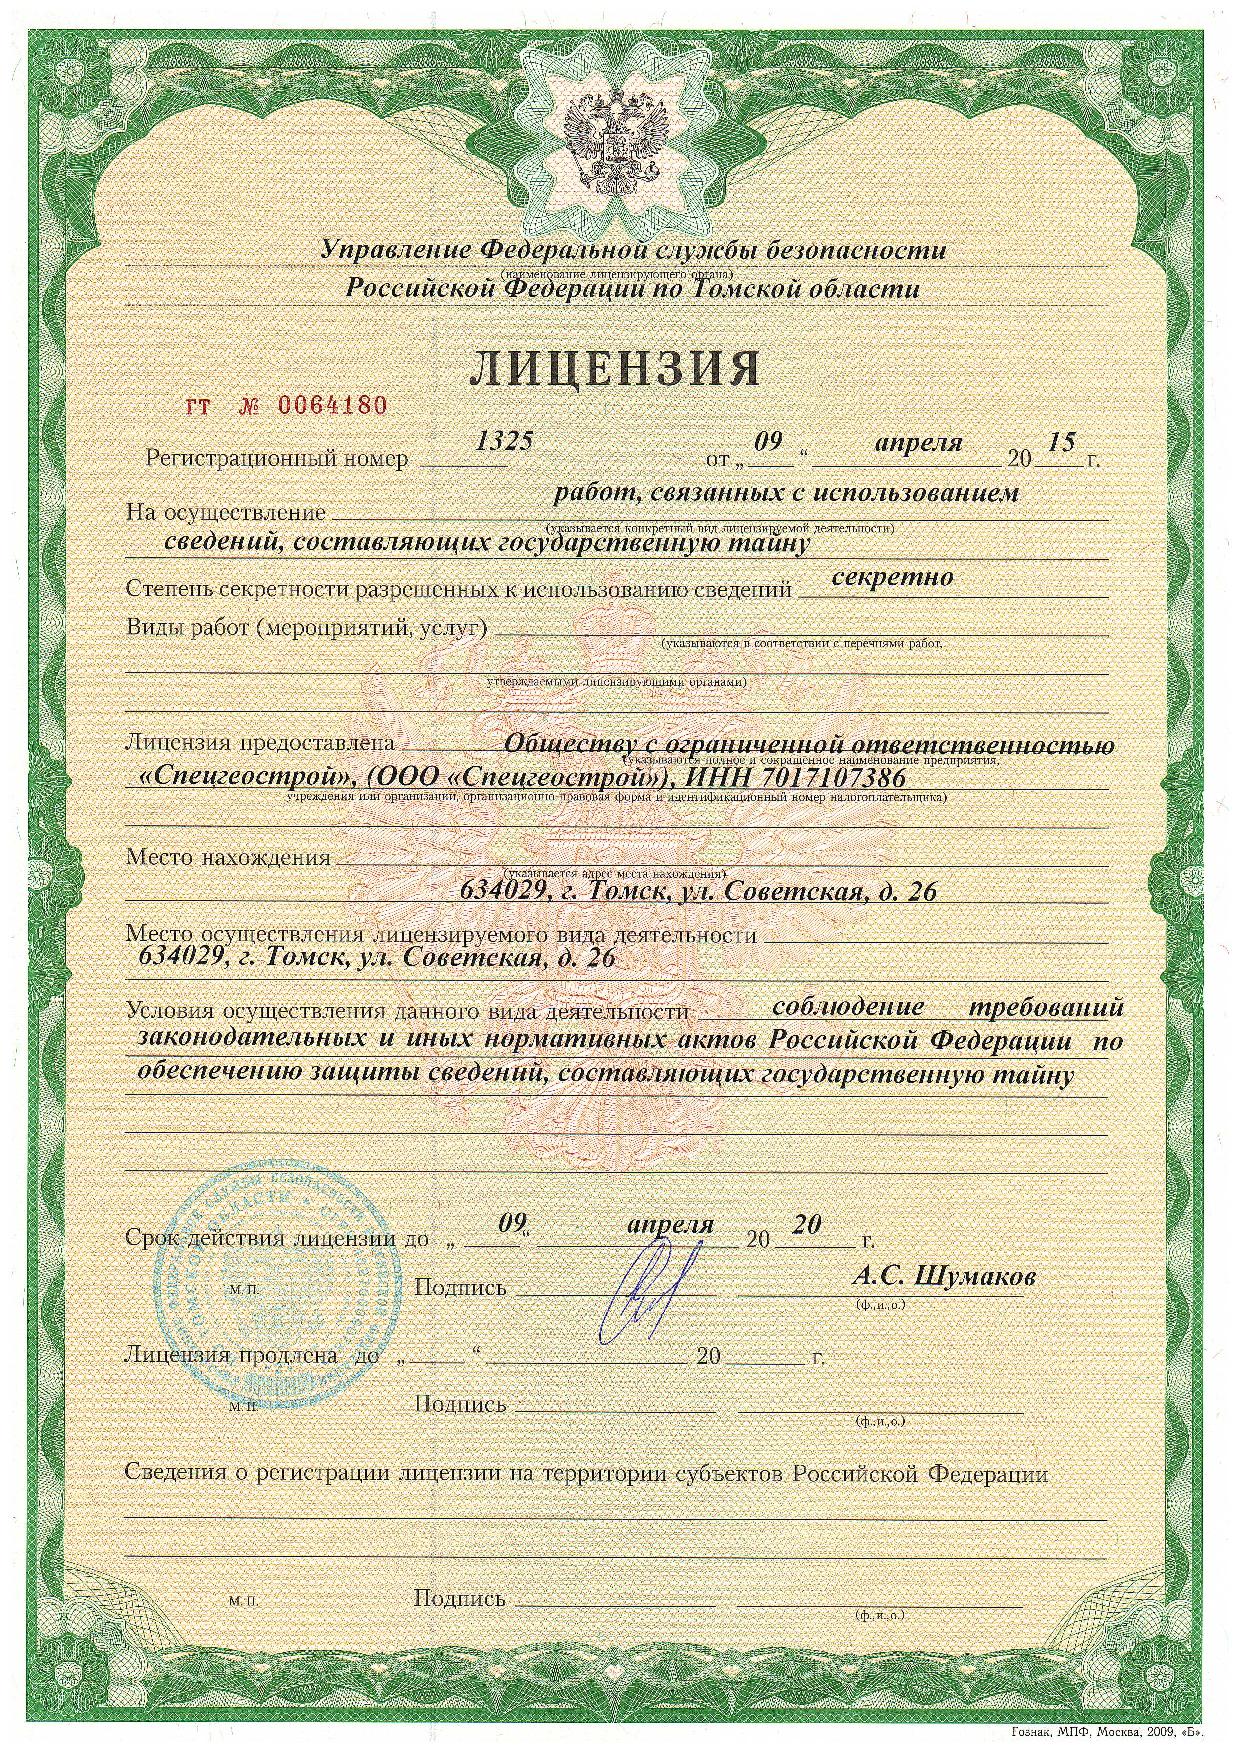 Управление Федеральной службы безопасности
(наименование лицензирующего органа)
Российской Федерации по Томской области
ЛИЦЕНЗИЯ
ГТ № 0064180
Регистрационный номер 1325 от „ 09 “ апреля 20 15 г.
На осуществление работ, связанных с использованием
(указывается конкретный вид лицензируемой деятельности)
сведений, составляющих государственную тайну
Степень секретности разрешенных к использованию сведений секретно
Виды работ (мероприятий, услуг)
(указываются в соответствии с перечнями работ,
утверждаемыми лицензирующими органами)
Лицензия предоставлена Обществу с ограниченной ответственностью
(указываются полное и сокращенное наименование предприятия,
«Спецгеострой», (ООО «Спецгеострой»), ИНН 7017107386
учреждения или организации, организационно-правовая форма и идентификационный номер налогоплательщика)
Место нахождения
(указывается адрес места нахождения)
634029, г. Томск, ул. Советская, д. 26
Место осуществления лицензируемого вида деятельности
634029, г. Томск, ул. Советская, д. 26
Условия осуществления данного вида деятельности соблюдение требований
законодательных и иных нормативных актов Российской Федерации по
обеспечению защиты сведений, составляющих государственную тайну
Срок действия лицензии до „ 09 “ апреля 20 20 г.
М.П. Подпись А.С. Шумаков
(ф.,и.,о.)
Лицензия продлена до „ “ 20 г.
М.П. Подпись
(ф.,и.,о.)
Сведения о регистрации лицензии на территории субъектов Российской Федерации
М.П. Подпись
(ф.,и.,о.)
Гознак, МПФ, Москва, 2009, «Б».